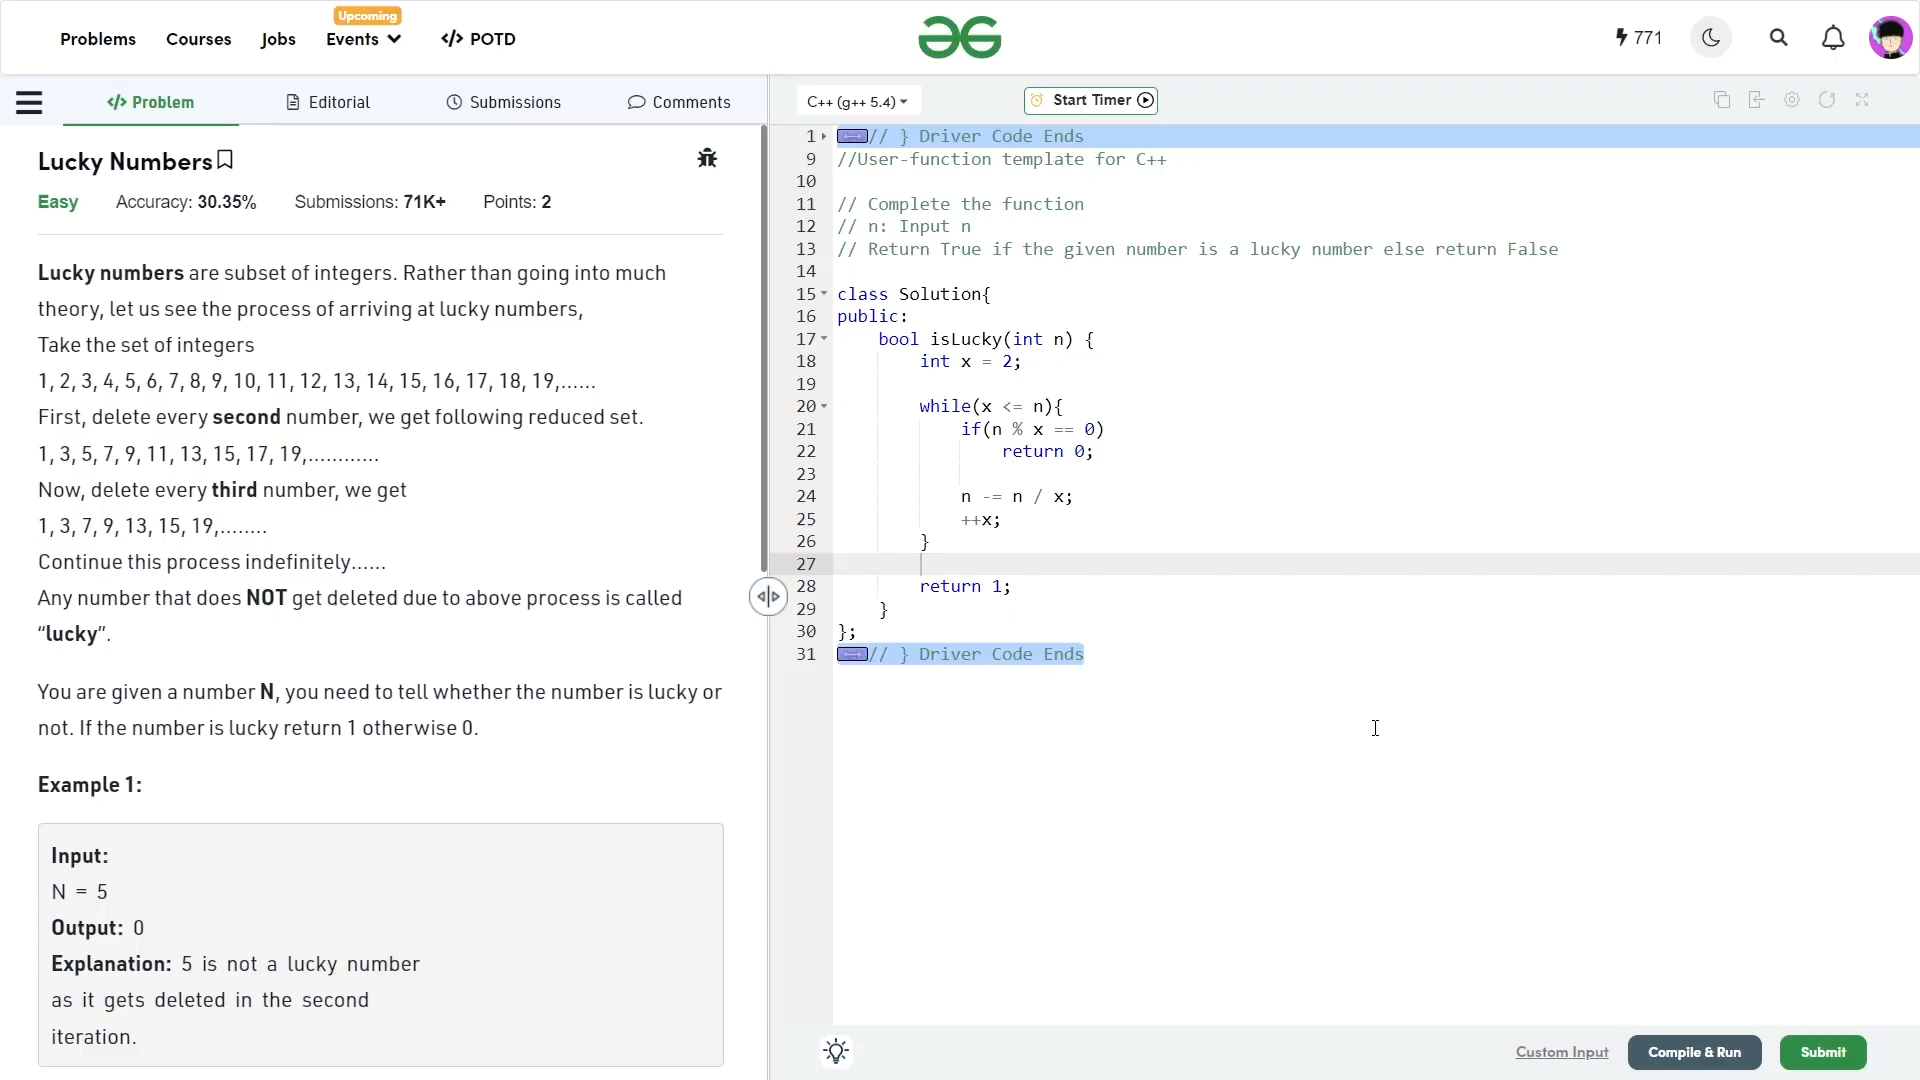 Problems Courses Jobs Events POTD
Upcoming
771
Problem Editorial Submissions Comments
C++ (g++ 5.4) Start Timer
Lucky Numbers
Easy Accuracy: 30.35% Submissions: 71K+ Points: 2
Lucky numbers are subset of integers. Rather than going into much
theory, let us see the process of arriving at lucky numbers,
Take the set of integers
1, 2, 3, 4, 5, 6, 7, 8, 9, 10, 11, 12, 13, 14, 15, 16, 17, 18, 19,......
First, delete every second number, we get following reduced set.
1, 3, 5, 7, 9, 11, 13, 15, 17, 19,............
Now, delete every third number, we get
1, 3, 7, 9, 13, 15, 19,........
Continue this process indefinitely......
Any number that does NOT get deleted due to above process is called
“lucky”.
You are given a number N, you need to tell whether the number is lucky or
not. If the number is lucky return 1 otherwise 0.
Example 1:
Input:
N = 5
Output: 0
Explanation: 5 is not a lucky number
as it gets deleted in the second
iteration.
1 // } Driver Code Ends
9 //User-function template for C++
10
11 // Complete the function
12 // n: Input n
13 // Return True if the given number is a lucky number else return False
14
15 class Solution{
16 public:
17 bool isLucky(int n) {
18 int x = 2;
19
20 while(x <= n){
21 if(n % x == 0)
22 return 0;
23
24 n -= n / x;
25 ++x;
26 }
27
28 return 1;
29 }
30 };
31 // } Driver Code Ends
Custom Input Compile & Run Submit